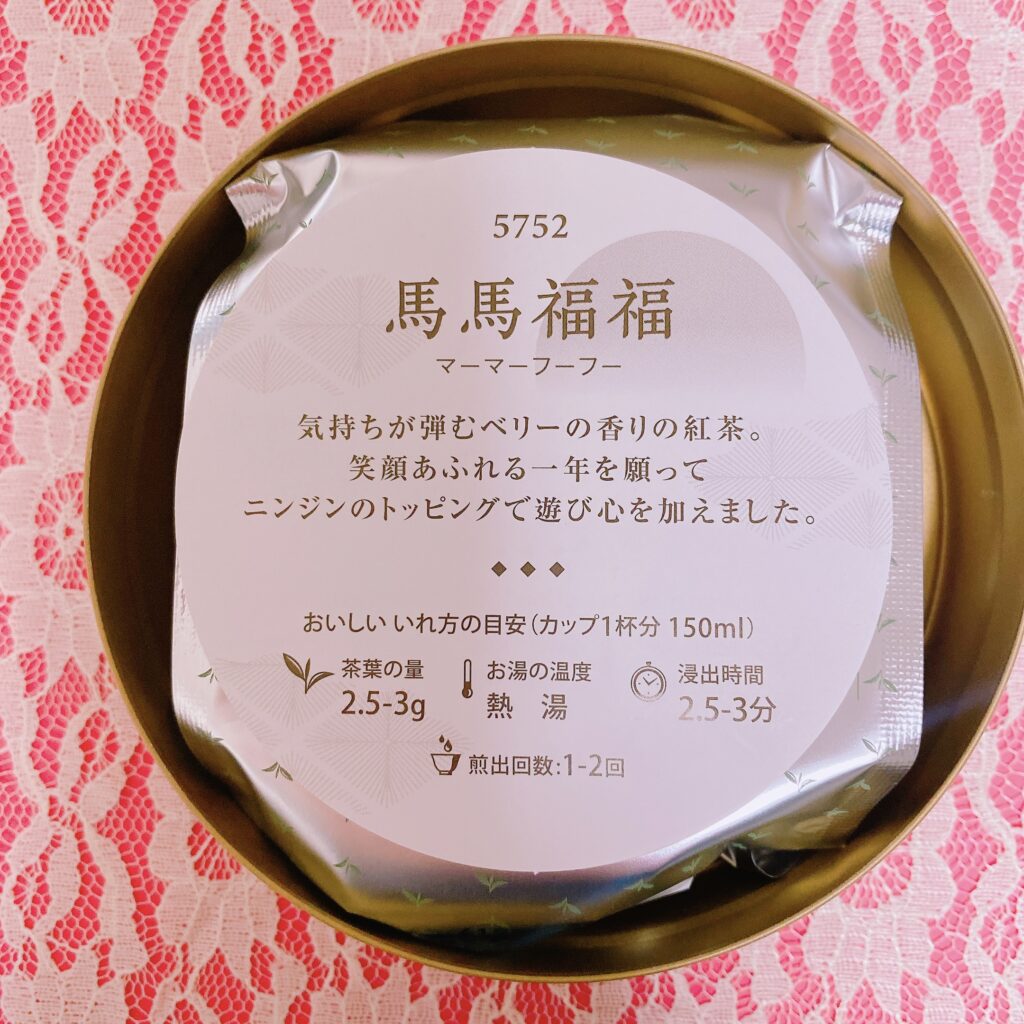 5752
馬馬福福
マーマーフーフー
気持ちが弾むベリーの香りの紅茶。
笑顔あふれる一年を願って
ニンジンのトッピングで遊び心を加えました。
おいしい いれ方の目安(カップ1杯分 150ml)
茶葉の量 お湯の温度 浸出時間
2.5-3g 熱 湯 2.5-3分
煎出回数:1-2回